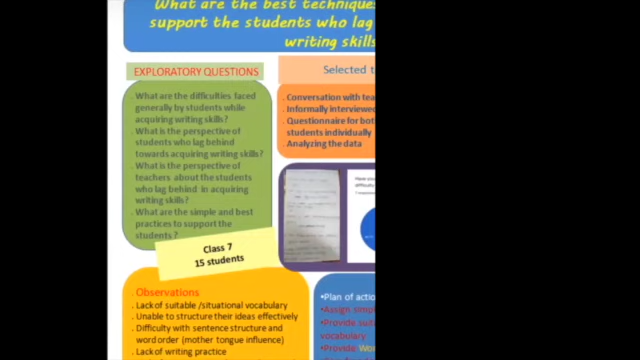 What are the best techniques
support the students who lag
writing skills
EXPLORATORY QUESTIONS
Selected t
. What are the difficulties faced
generally by students while
acquiring writing skills?
. What is the perspective of
students who lag behind
towards acquiring writing skills?
. What is the perspective of
teachers about the students
who lag behind in acquiring
writing skills?
. What are the simple and best
practices to support the
students ?
. Conversation with tea
. Informally interviewed
. Questionnaire for bot
students individually
. Analyzing the data
Class 7
15 students
Observations
. Lack of suitable /situational vocabulary
. Unable to structure their ideas effectively
. Difficulty with sentence structure and
word order (mother tongue influence)
. Lack of writing practice
•Plan of actio
•Assign simp
•Provide suita
vocabulary
•Provide Wor